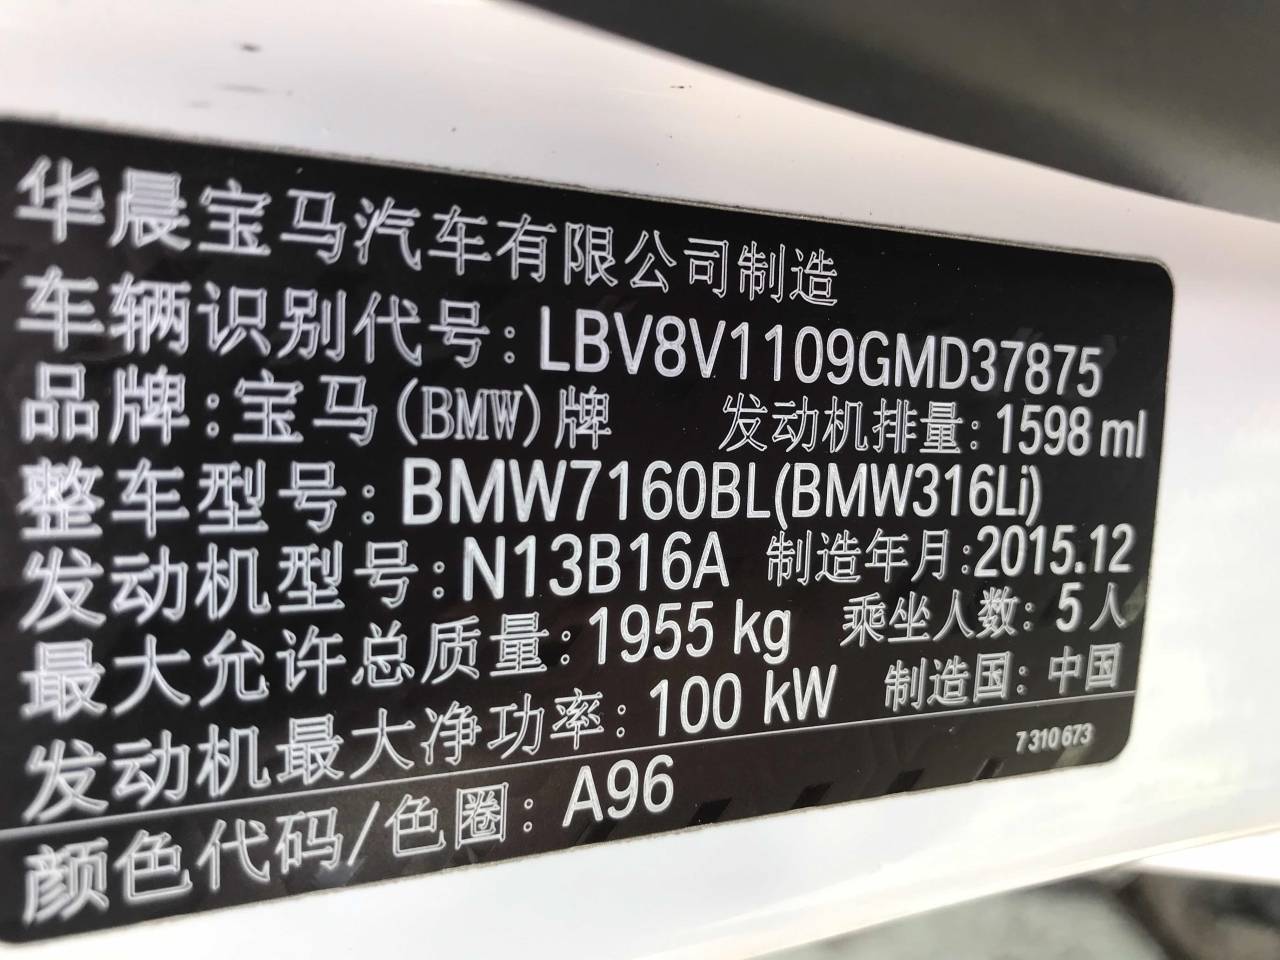 华晨宝马汽车有限公司制造
车辆识别代号：LBV8V1109GMD37875
品牌：宝马(BMW)牌 发动机排量：1598 ml
整车型号：BMW7160BL(BMW316Li)
发动机型号：N13B16A 制造年月：2015.12
最大允许总质量：1955 kg 乘坐人数：5人
发动机最大净功率：100 kW 制造国：中国
7 310 673
颜色代码/色圈：A96